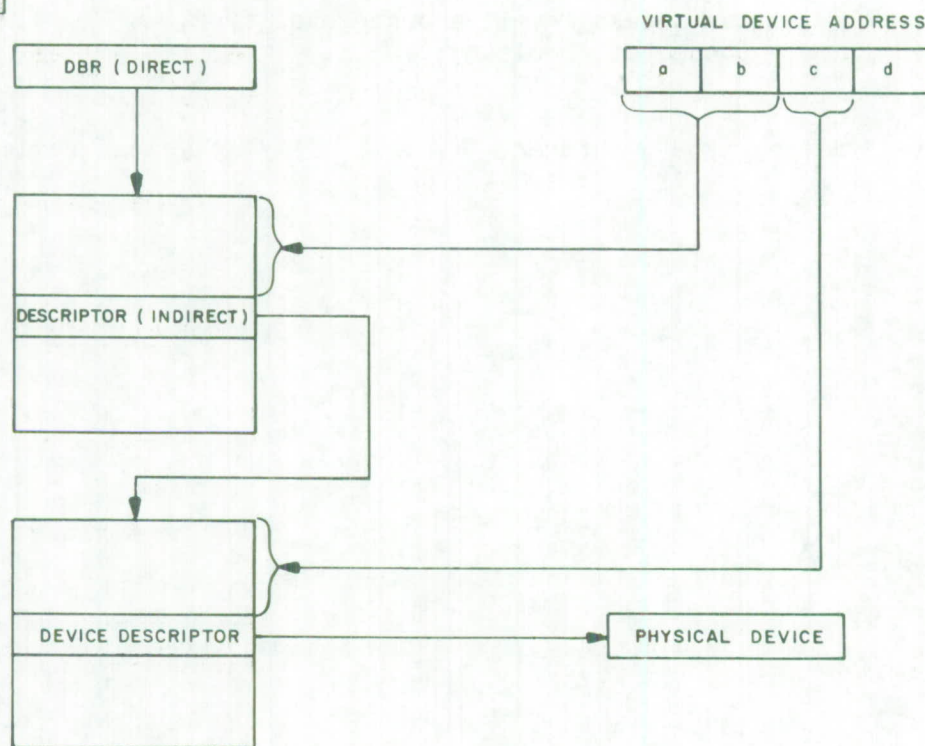 VIRTUAL DEVICE ADDRESS
DBR ( DIRECT )
a b c d
DESCRIPTOR ( INDIRECT )
DEVICE DESCRIPTOR
PHYSICAL DEVICE